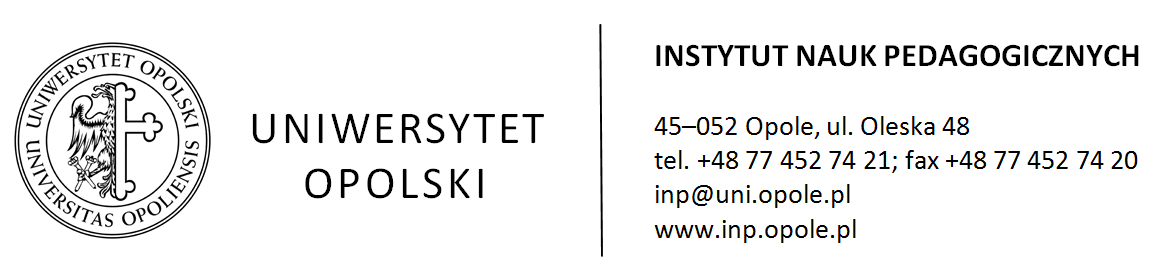 UNIWERSYTET OPOLSKI
UNIVERSITAS OPOLIENSIS
UNIWERSYTET
OPOLSKI
INSTYTUT NAUK PEDAGOGICZNYCH
45–052 Opole, ul. Oleska 48
tel. +48 77 452 74 21; fax +48 77 452 74 20
inp@uni.opole.pl
www.inp.opole.pl